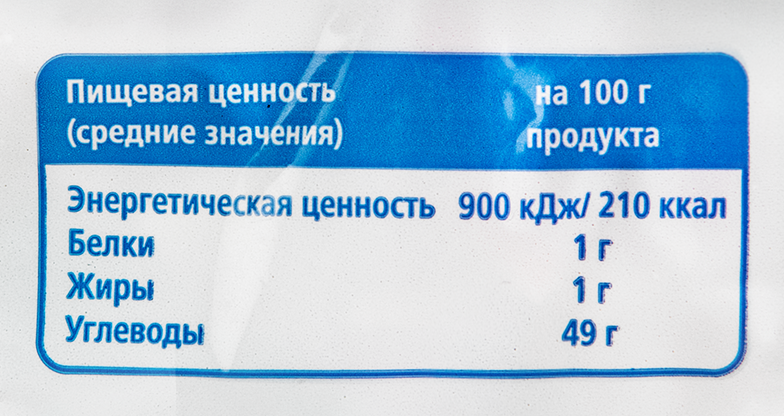 Пищевая ценность на 100 г
(средние значения) продукта
Энергетическая ценность 900 кДж/ 210 ккал
Белки 1 г
Жиры 1 г
Углеводы 49 г